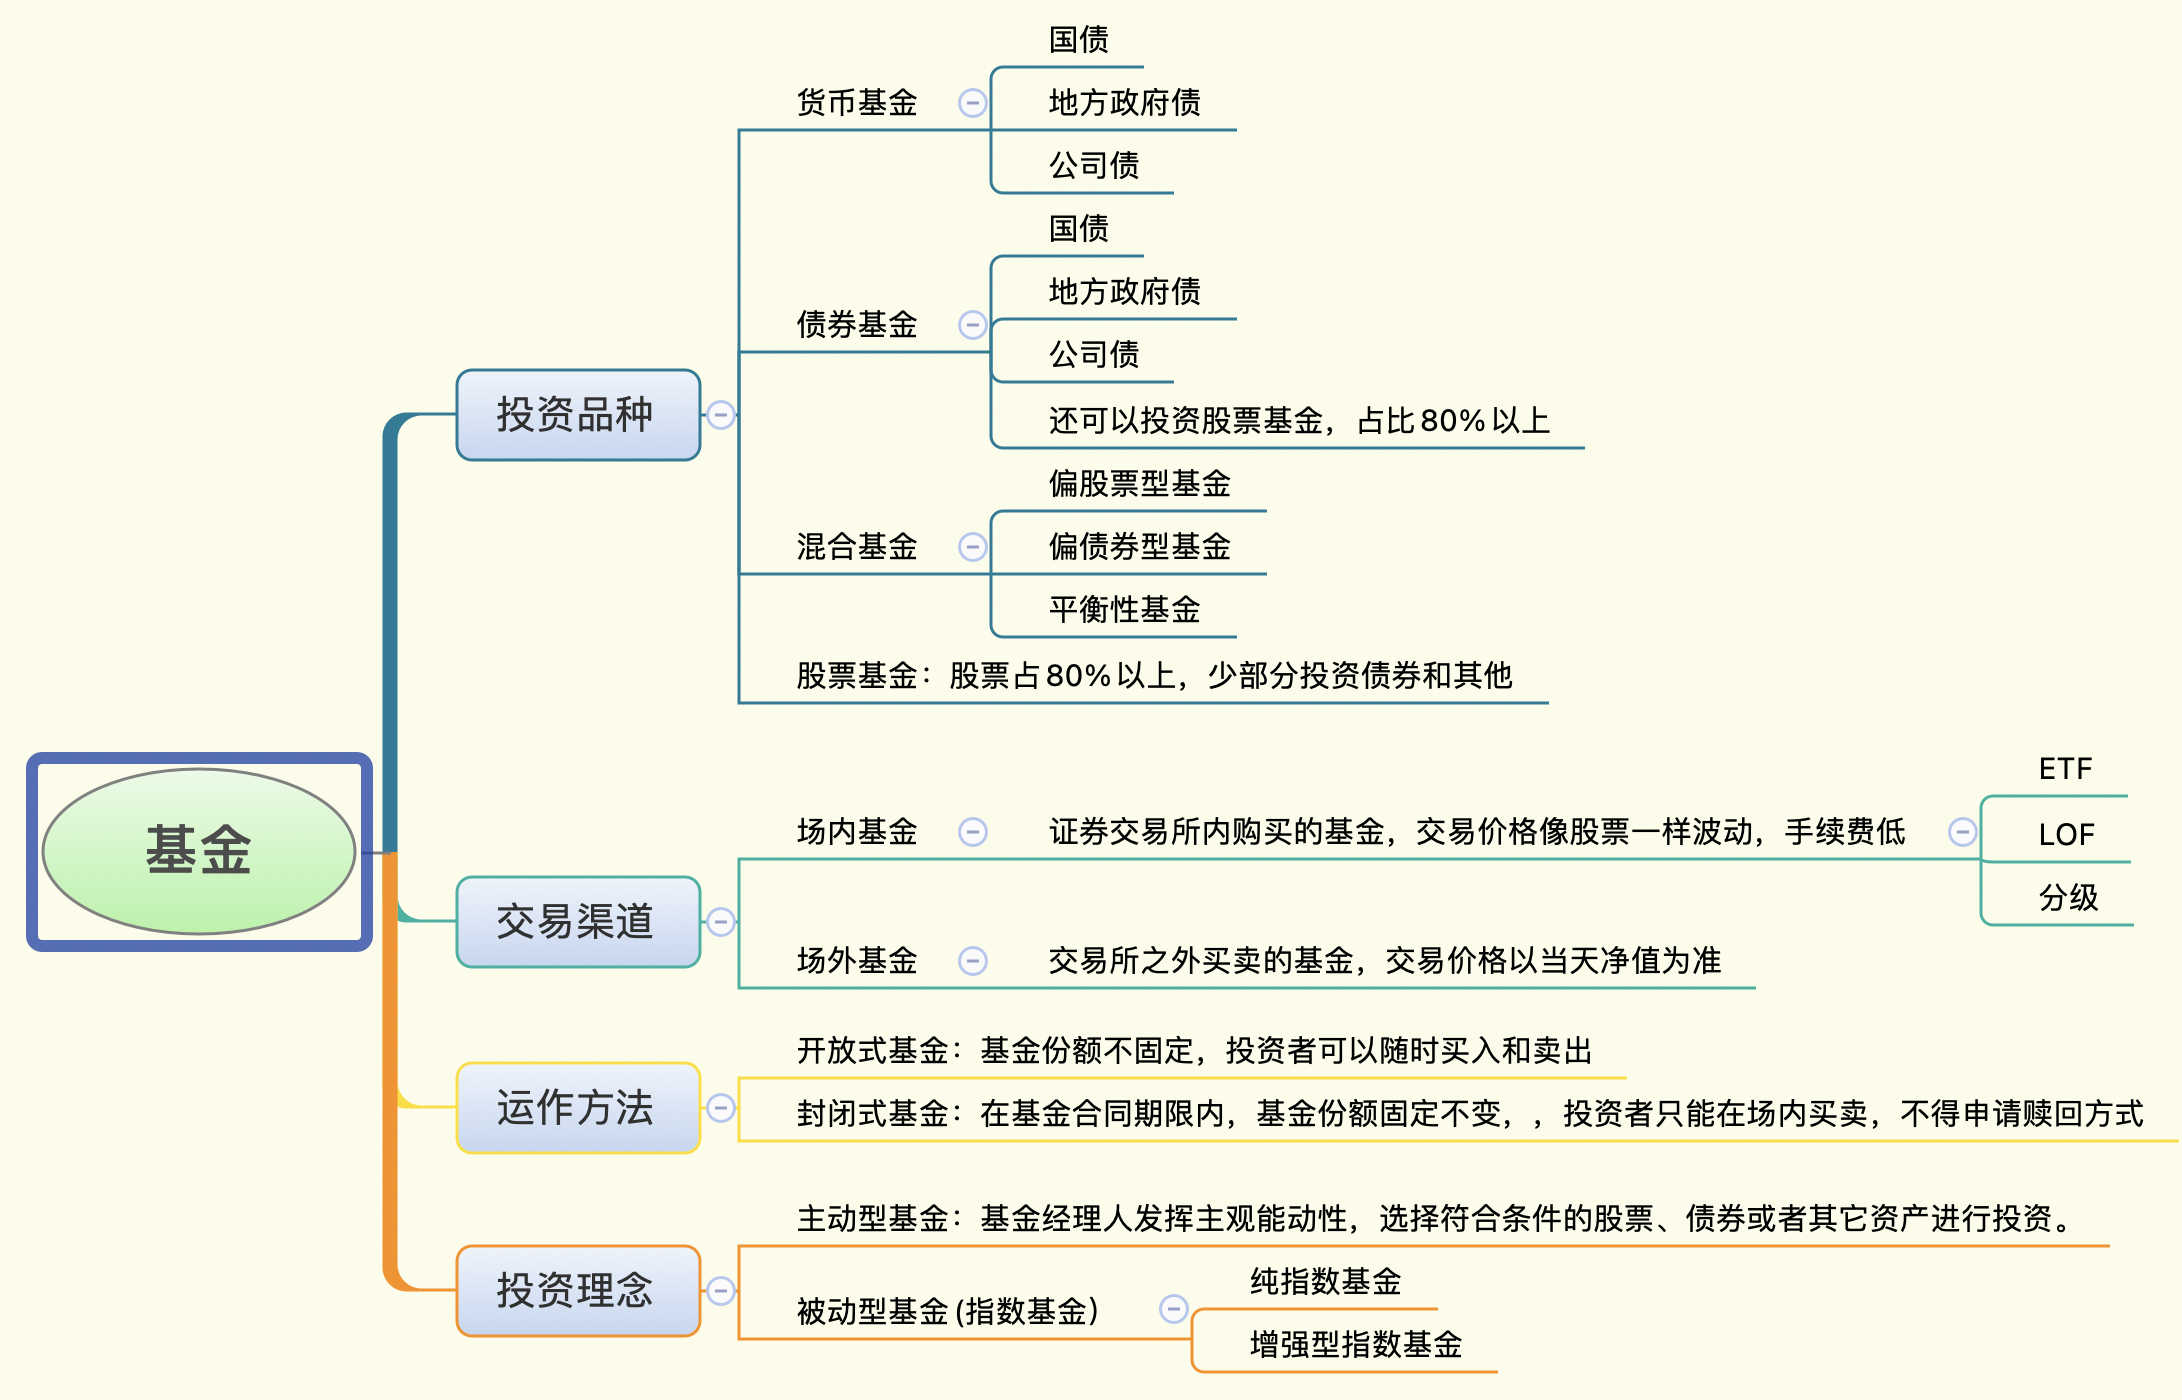 基金
投资品种
货币基金
国债
地方政府债
公司债
债券基金
国债
地方政府债
公司债
还可以投资股票基金，占比80%以上
混合基金
偏股票型基金
偏债券型基金
平衡性基金
股票基金：股票占80%以上，少部分投资债券和其他
交易渠道
场内基金
证券交易所内购买的基金，交易价格像股票一样波动，手续费低
ETF
LOF
分级
场外基金
交易所之外买卖的基金，交易价格以当天净值为准
运作方法
开放式基金：基金份额不固定，投资者可以随时买入和卖出
封闭式基金：在基金合同期限内，基金份额固定不变，，投资者只能在场内买卖，不得申请赎回方式
投资理念
主动型基金：基金经理人发挥主观能动性，选择符合条件的股票、债券或者其它资产进行投资。
被动型基金(指数基金）
纯指数基金
增强型指数基金